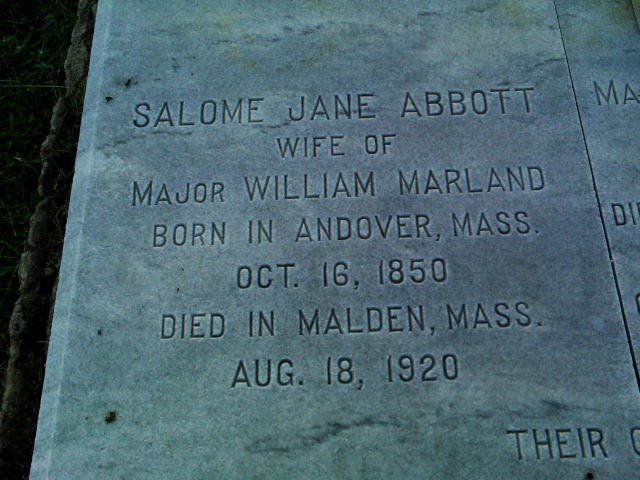 SALOME JANE ABBOTT
WIFE OF
MAJOR WILLIAM MARLAND
BORN IN ANDOVER, MASS.
OCT. 16, 1850
DIED IN MALDEN, MASS.
AUG. 18, 1920
THEIR